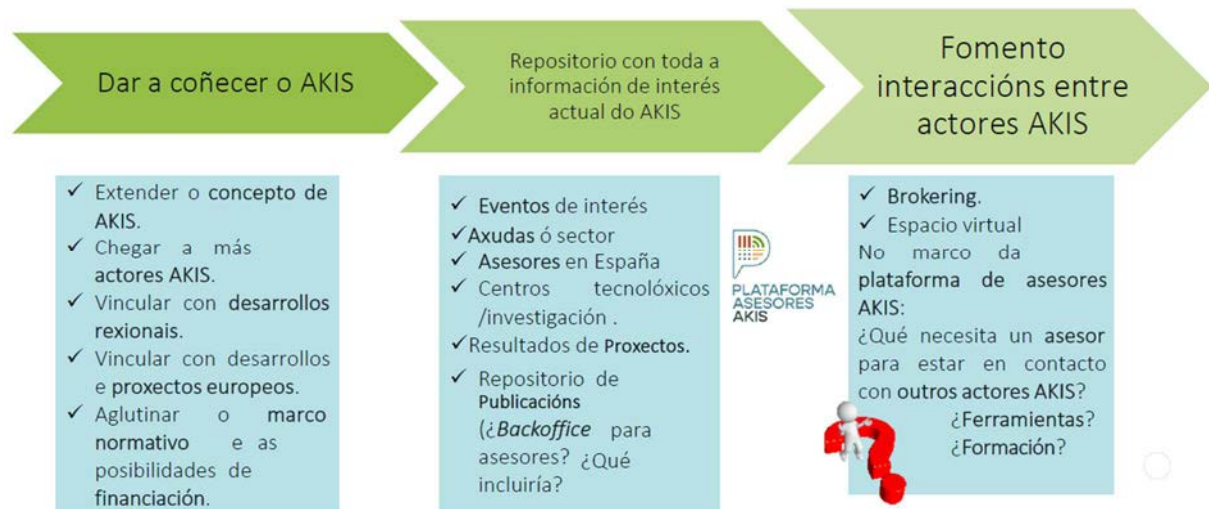 Dar a coñecer o AKIS
✓ Extender o concepto de
AKIS.
✓ Chegar a más
actores AKIS.
✓ Vincular con desarrollos
rexionais.
✓ Vincular con desarrollos
e proxectos europeos.
✓ Aglutinar o marco
normativo e as
posibilidades de
financiación.
Repositorio con toda a
información de interés
actual do AKIS
✓ Eventos de interés
✓Axudas ó sector
✓ Asesores en España
✓ Centros tecnolóxicos
/investigación .
✓Resultados de Proxectos.
✓ Repositorio de
Publicacións
(¿Backoffice para
asesores? ¿Qué
incluiría?
PLATAFORMA
ASESORES
AKIS
Fomento
interaccións entre
actores AKIS
✓ Brokering.
✓ Espacio virtual
No marco da
plataforma de asesores
AKIS:
¿Qué necesita un asesor
para estar en contacto
con outros actores AKIS?
¿Ferramientas?
¿Formación?